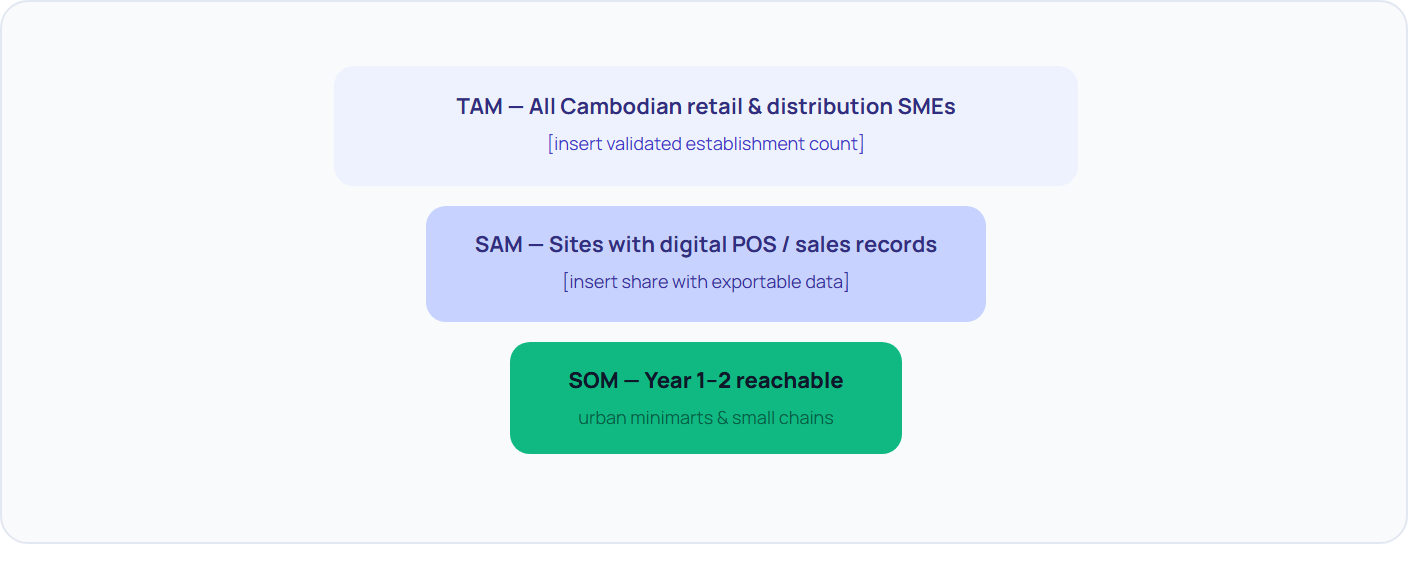 TAM — All Cambodian retail & distribution SMEs
[insert validated establishment count]
SAM — Sites with digital POS / sales records
[insert share with exportable data]
SOM — Year 1–2 reachable
urban minimarts & small chains